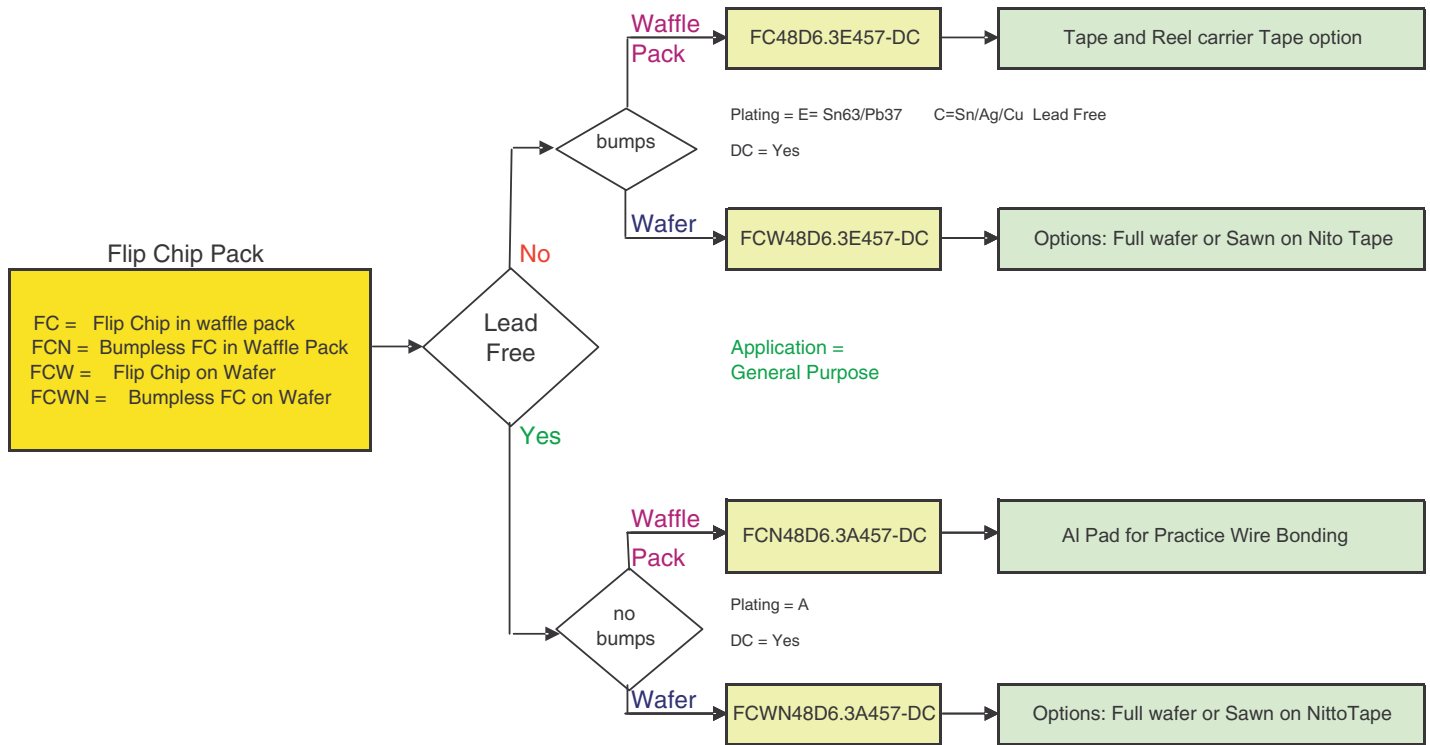 Waffle
Pack
FC48D6.3E457-DC
Tape and Reel carrier Tape option
Plating = E= Sn63/Pb37 C=Sn/Ag/Cu Lead Free
DC = Yes
bumps
Wafer
FCW48D6.3E457-DC
Options: Full wafer or Sawn on Nito Tape
Flip Chip Pack
FC = Flip Chip in waffle pack
FCN = Bumpless FC in Waffle Pack
FCW = Flip Chip on Wafer
FCWN = Bumpless FC on Wafer
No
Lead
Free
Yes
Application =
General Purpose
Waffle
Pack
FCN48D6.3A457-DC
Al Pad for Practice Wire Bonding
Plating = A
DC = Yes
no
bumps
Wafer
FCWN48D6.3A457-DC
Options: Full wafer or Sawn on NittoTape